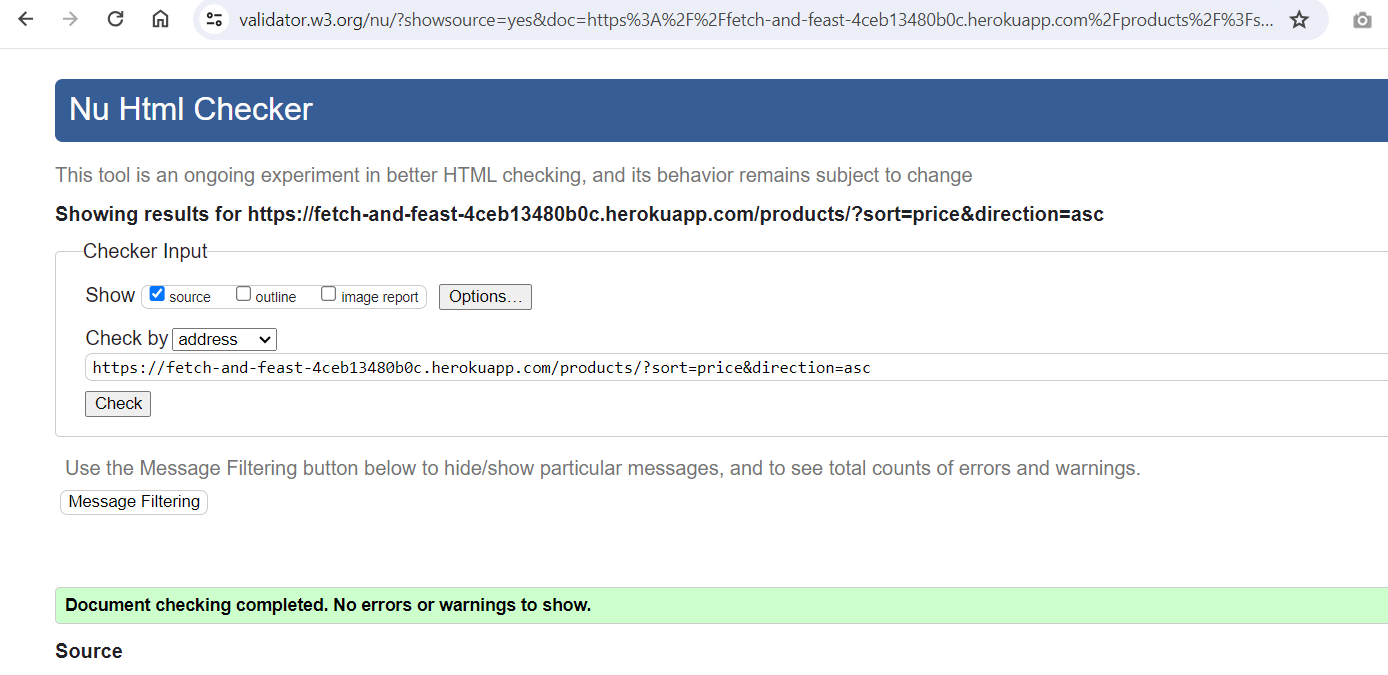 validator.w3.org/nu/?showsource=yes&doc=https%3A%2F%2Ffetch-and-feast-4ceb13480b0c.herokuapp.com%2Fproducts%2F%3Fs...
Nu Html Checker
This tool is an ongoing experiment in better HTML checking, and its behavior remains subject to change
Showing results for https://fetch-and-feast-4ceb13480b0c.herokuapp.com/products/?sort=price&direction=asc
Checker Input
Show source outline image report Options...
Check by address
https://fetch-and-feast-4ceb13480b0c.herokuapp.com/products/?sort=price&direction=asc
Check
Use the Message Filtering button below to hide/show particular messages, and to see total counts of errors and warnings.
Message Filtering
Document checking completed. No errors or warnings to show.
Source